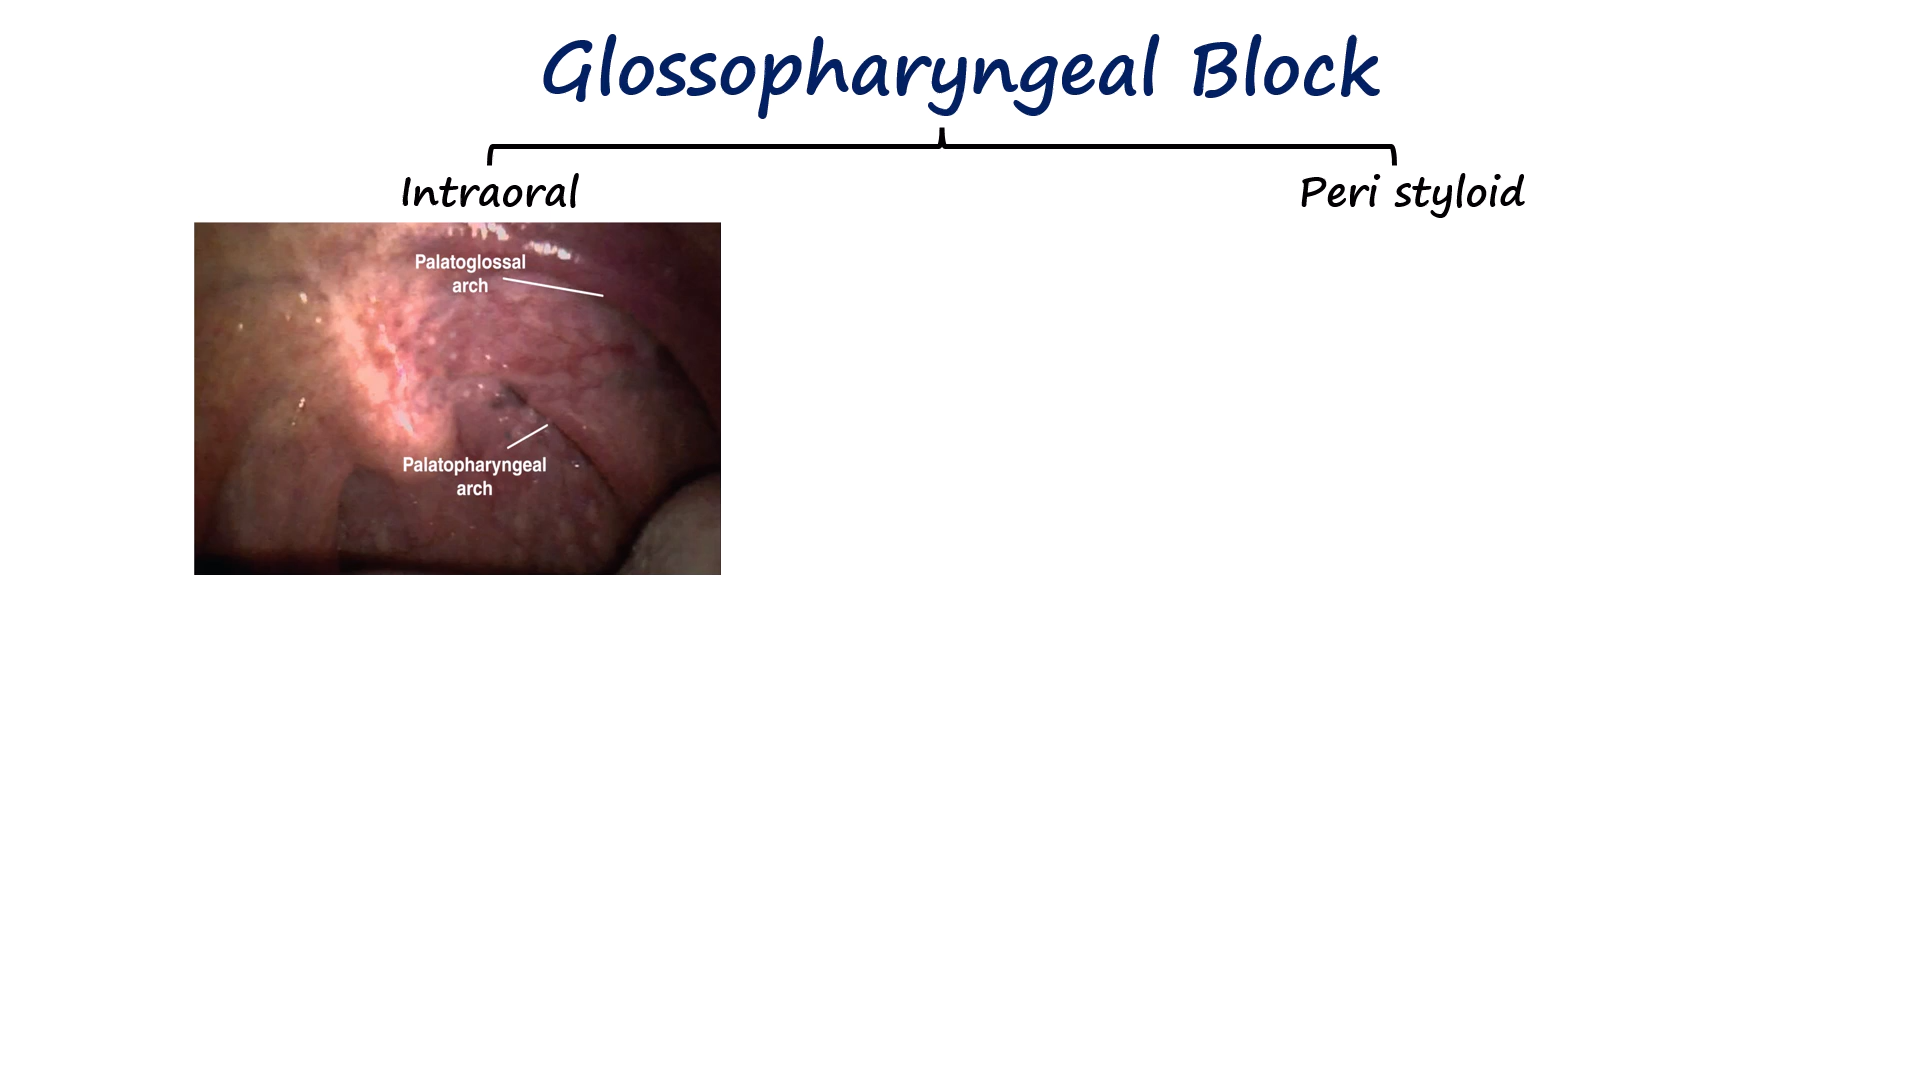 Glossopharyngeal Block
Intraoral
Peri styloid
Palatoglossal
arch
Palatopharyngeal
arch